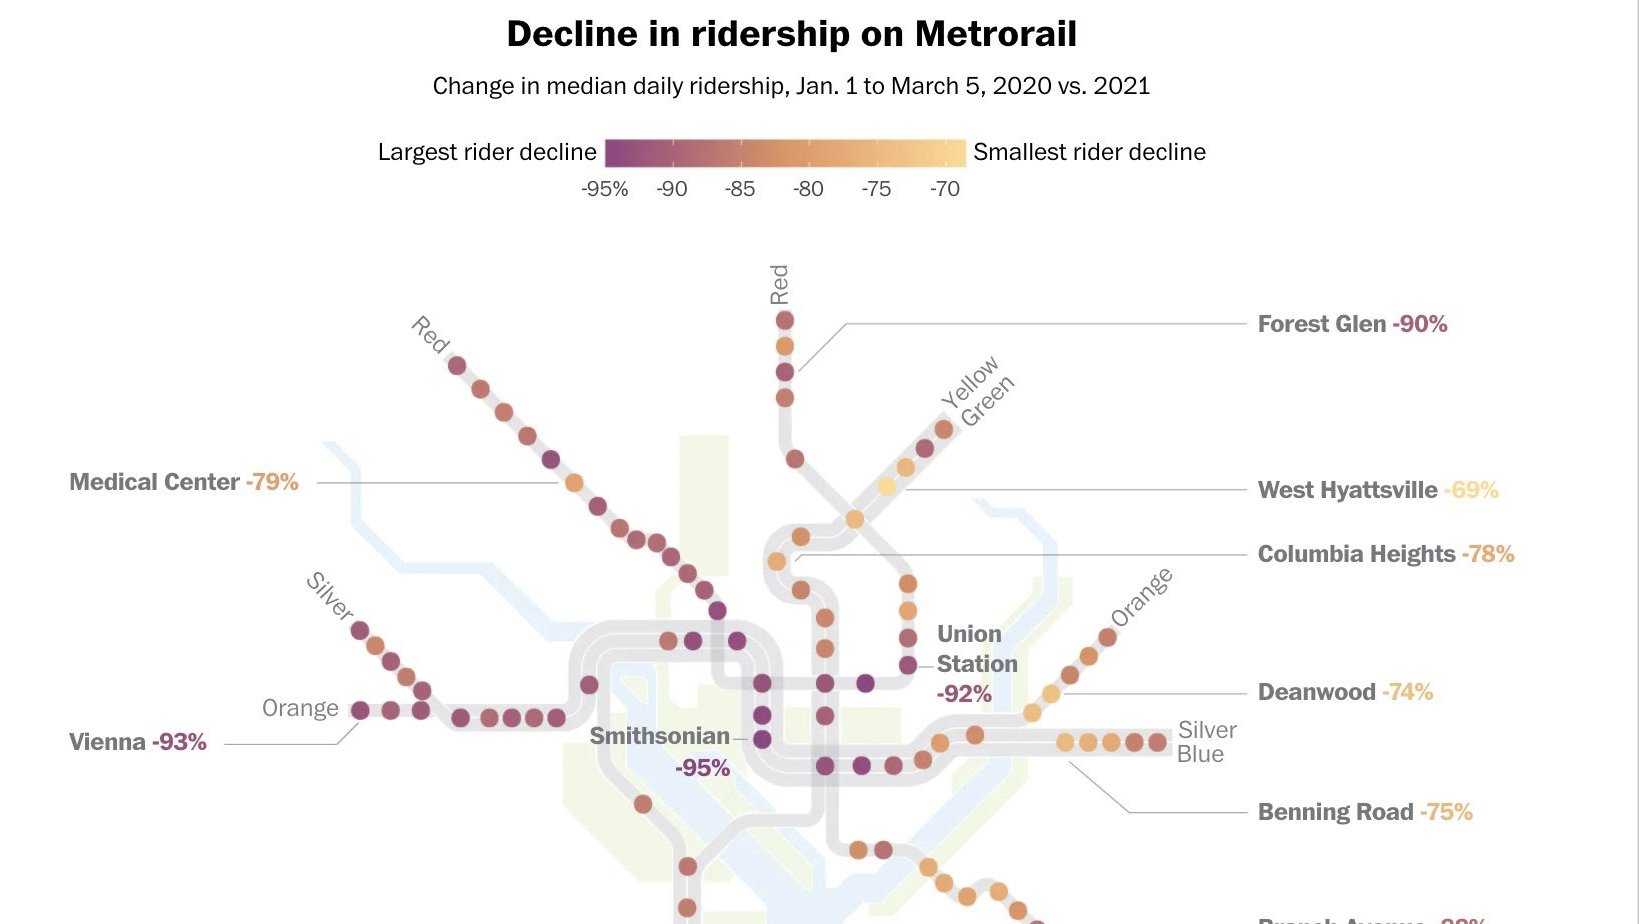 Decline in ridership on Metrorail
Change in median daily ridership, Jan. 1 to March 5, 2020 vs. 2021
Largest rider decline
Smallest rider decline
-95% -90 -85 -80 -75 -70
Red
Red
Forest Glen -90%
Yellow
Green
Medical Center -79%
West Hyattsville -69%
Columbia Heights -78%
Silver
Orange
Union
Station
-92%
Deanwood -74%
Orange
Vienna -93%
Smithsonian
-95%
Silver
Blue
Benning Road -75%